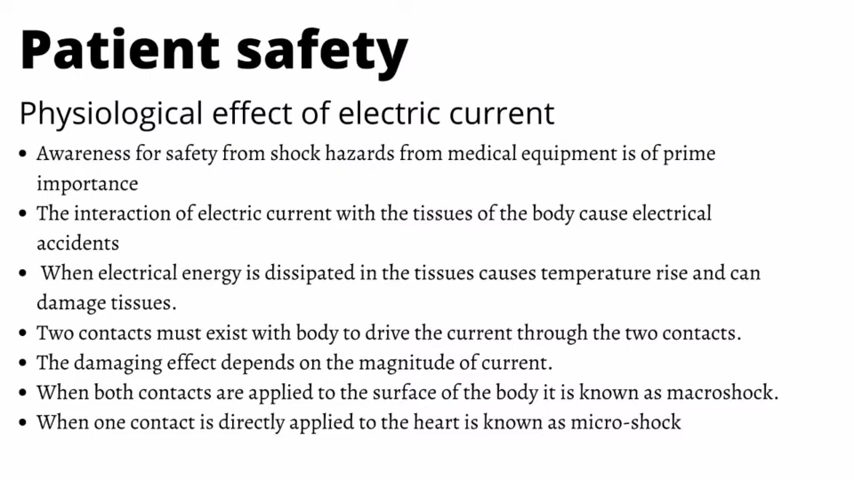 Patient safety
Physiological effect of electric current
• Awareness for safety from shock hazards from medical equipment is of prime
importance
• The interaction of electric current with the tissues of the body cause electrical
accidents
• When electrical energy is dissipated in the tissues causes temperature rise and can
damage tissues.
• Two contacts must exist with body to drive the current through the two contacts.
• The damaging effect depends on the magnitude of current.
• When both contacts are applied to the surface of the body it is known as macroshock.
• When one contact is directly applied to the heart is known as micro-shock